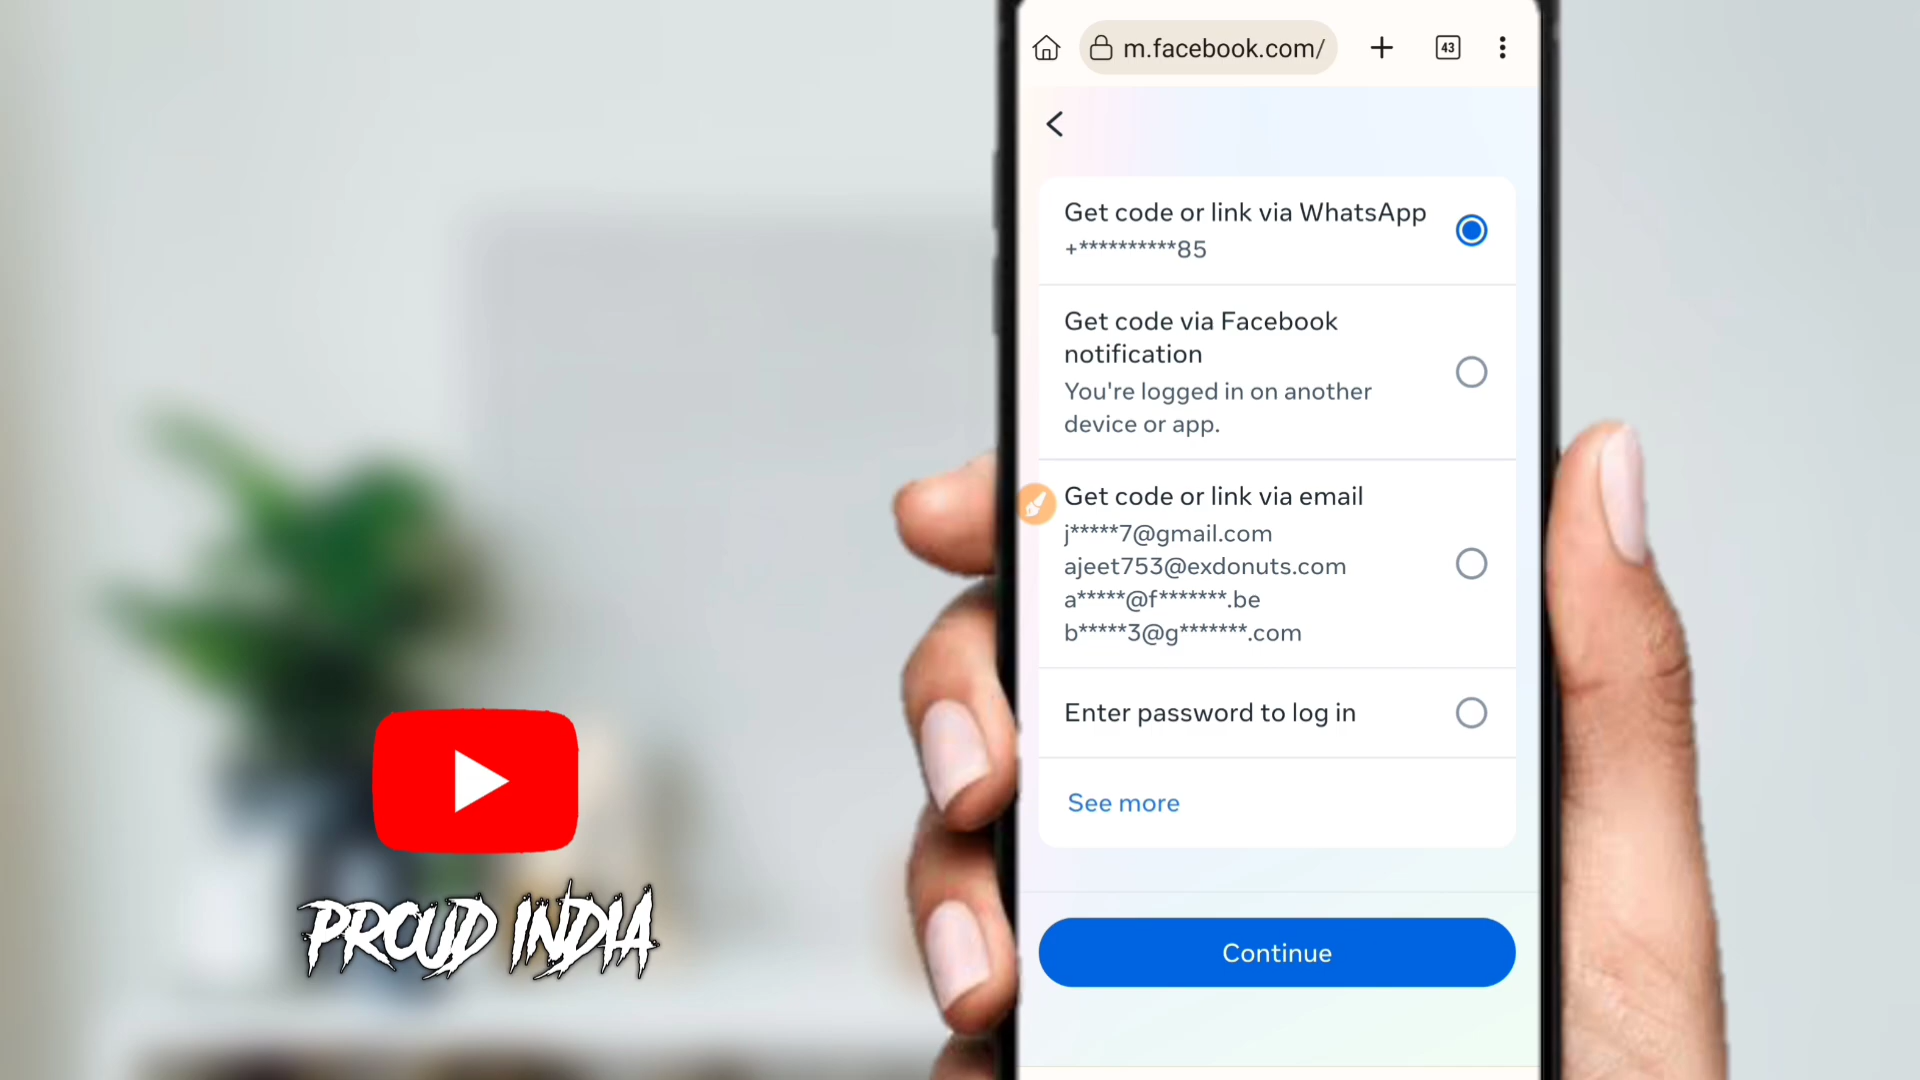 m.facebook.com/
43
Get code or link via WhatsApp
+**********85
Get code via Facebook
notification
You're logged in on another
device or app.
Get code or link via email
j*****7@gmail.com
ajeet753@exdonuts.com
a*****@f*******.be
b*****3@g*******.com
Enter password to log in
See more
Continue
PROUD INDIA